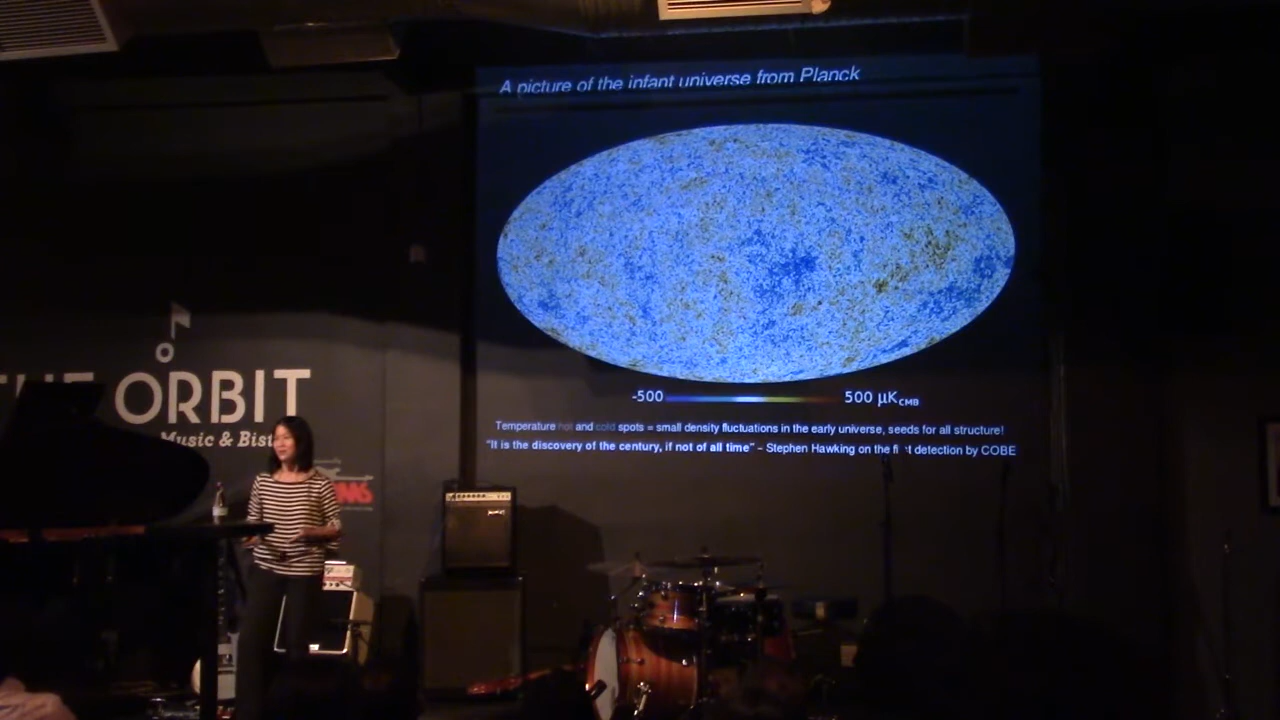 A picture of the infant universe from Planck
-500 500 µK CMB
Temperature hot and cold spots = small density fluctuations in the early universe, seeds for all structure!
"It is the discovery of the century, if not of all time" – Stephen Hawking on the detection by COBE
ORBIT
Music &